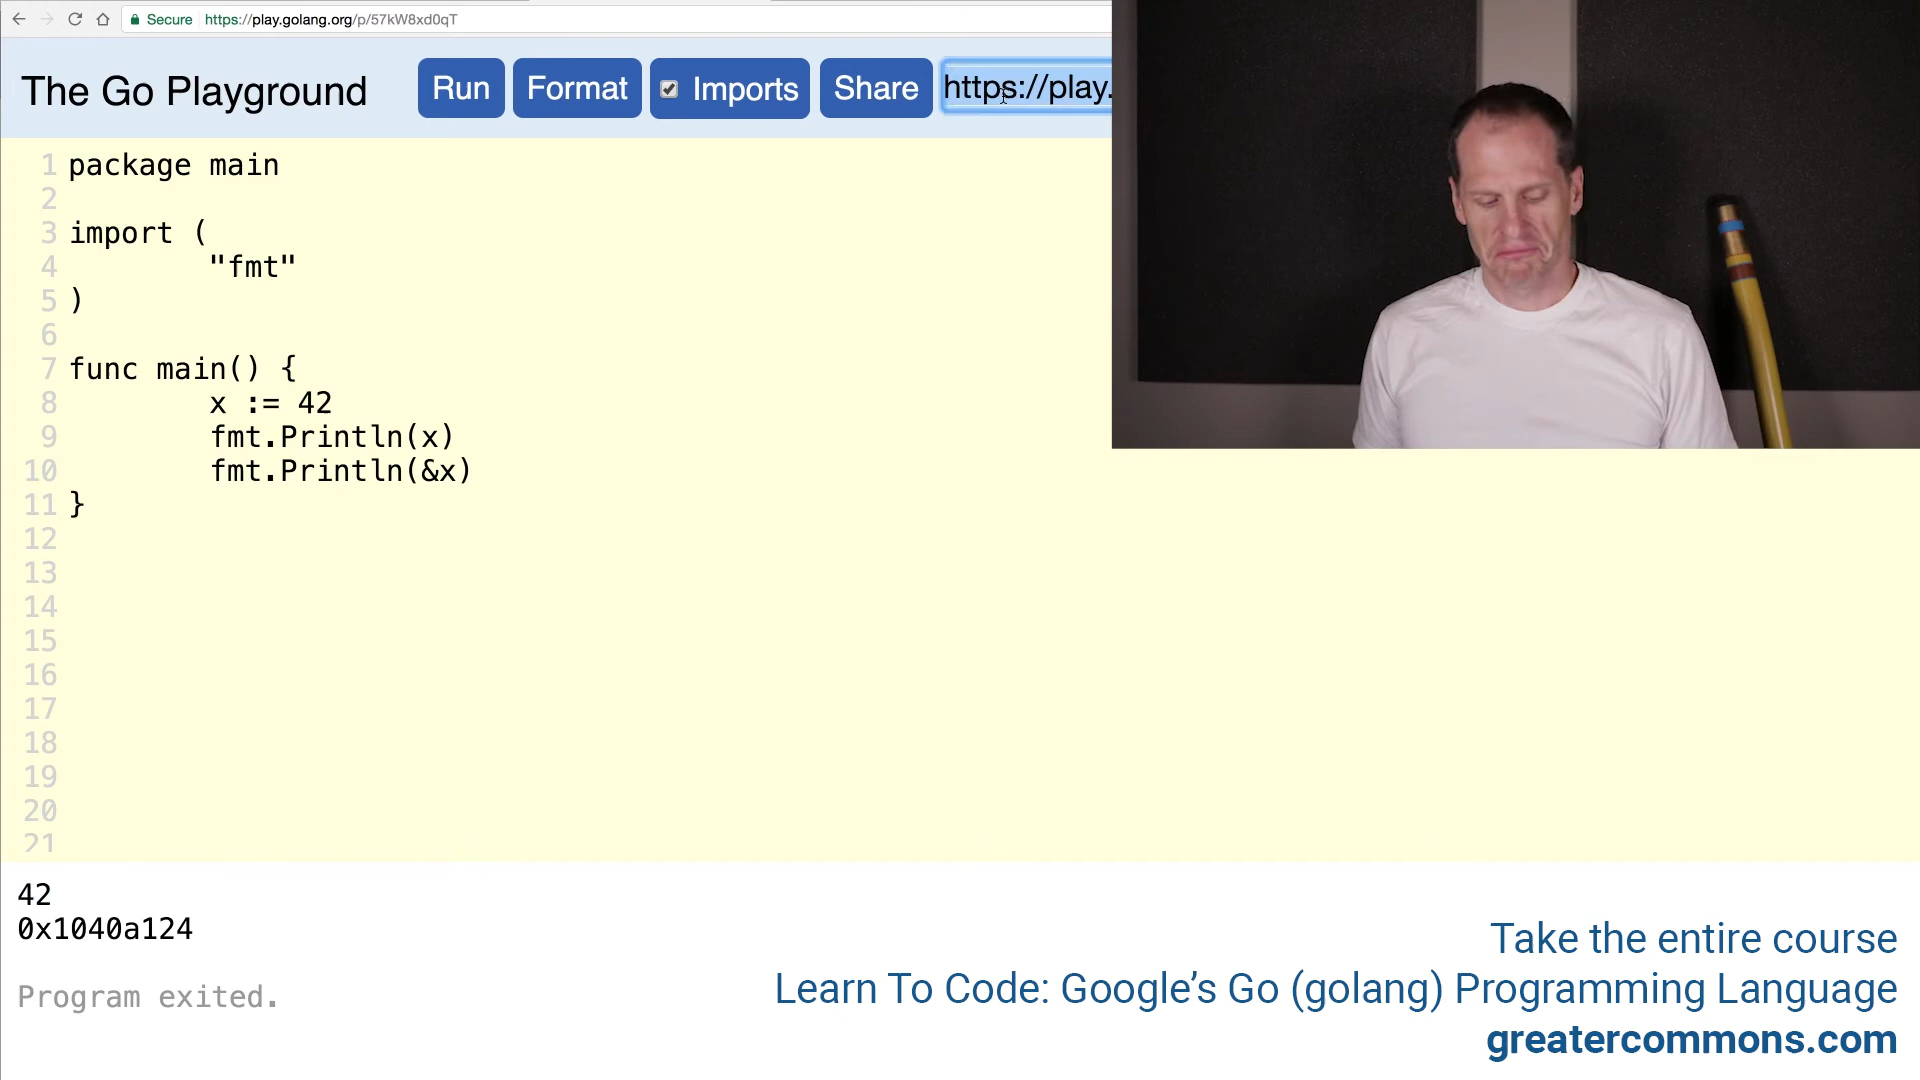 Secure https://play.golang.org/p/57kW8xd0qT
The Go Playground Run Format Imports Share https://play.
1 package main
2
3 import (
4 "fmt"
5 )
6
7 func main() {
8 x := 42
9 fmt.Println(x)
10 fmt.Println(&x)
11 }
12
13
14
15
16
17
18
19
20
21
42
0x1040a124
Program exited.
Take the entire course
Learn To Code: Google’s Go (golang) Programming Language
greatercommons.com